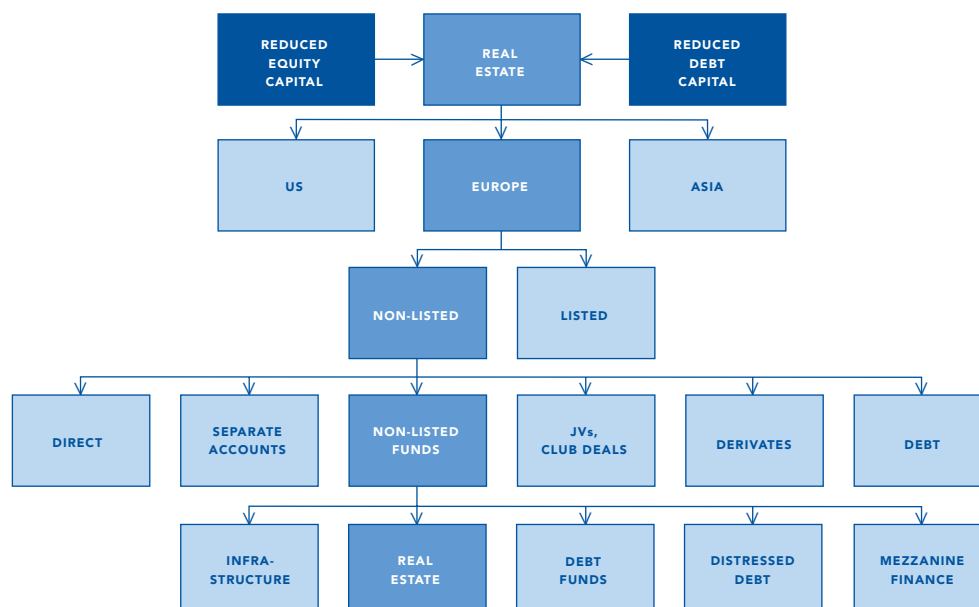 REDUCED
EQUITY
CAPITAL
REAL
ESTATE
REDUCED
DEBT
CAPITAL
US
EUROPE
ASIA
NON-LISTED
LISTED
DIRECT
SEPARATE
ACCOUNTS
NON-LISTED
FUNDS
JVs,
CLUB DEALS
DERIVATES
DEBT
INFRA-
STRUCTURE
REAL
ESTATE
DEBT
FUNDS
DISTRESSED
DEBT
MEZZANINE
FINANCE